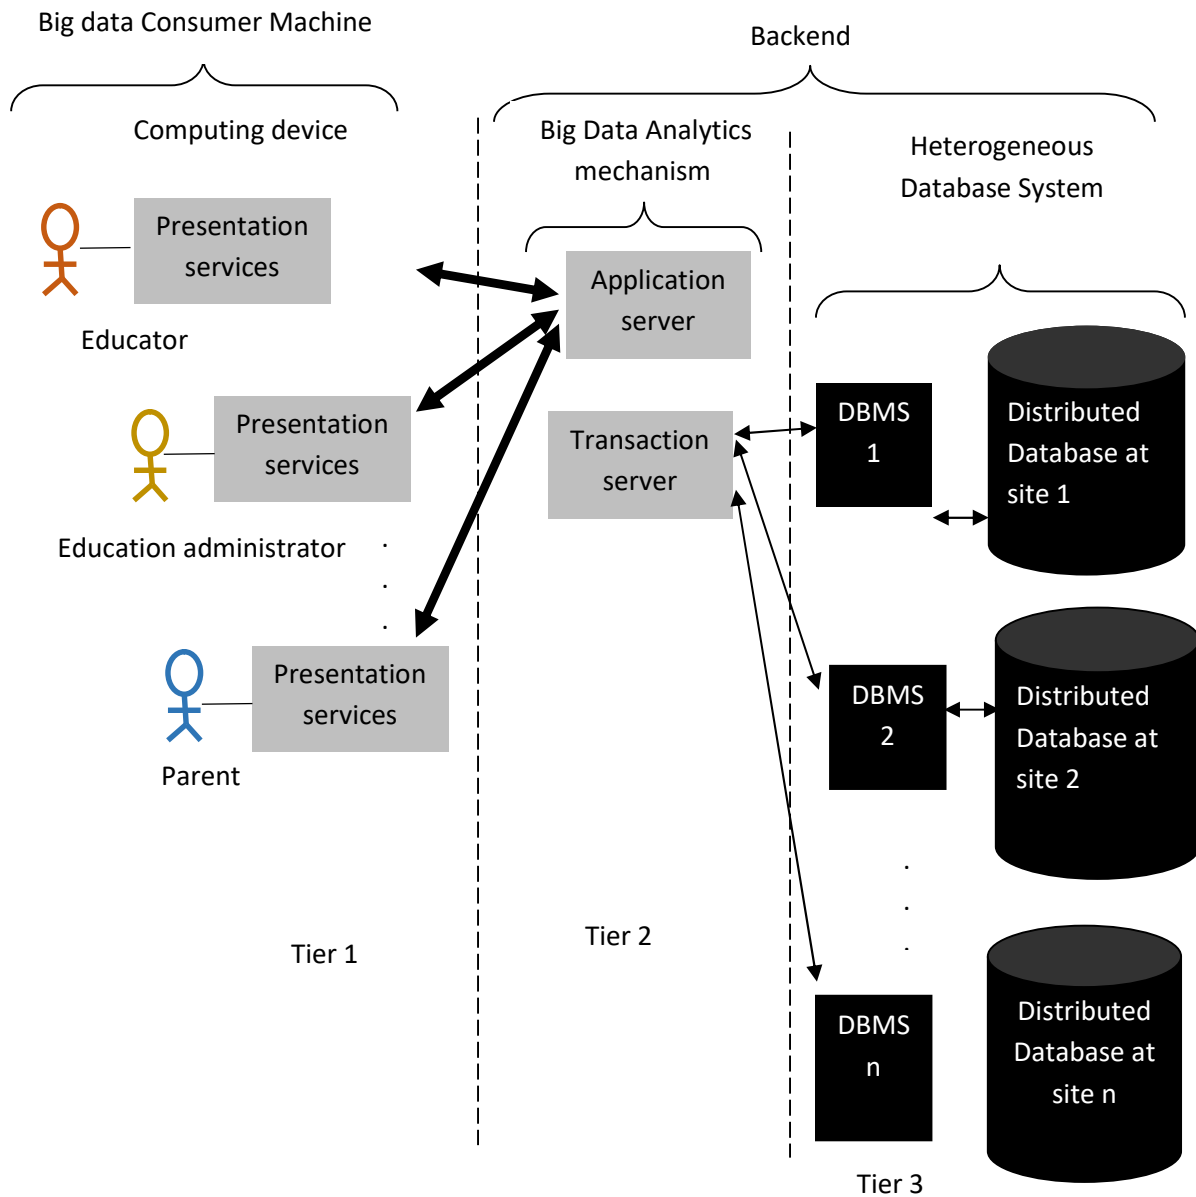 Big data Consumer Machine
Backend
Computing device
Big Data Analytics
mechanism
Heterogeneous
Database System
Presentation
services
Educator
Application
server
Presentation
services
Education administrator
.
.
.
Transaction
server
DBMS
1
Distributed
Database at
site 1
Presentation
services
Parent
DBMS
2
Distributed
Database at
site 2
.
.
.
DBMS
n
Distributed
Database at
site n
Tier 1
Tier 2
Tier 3